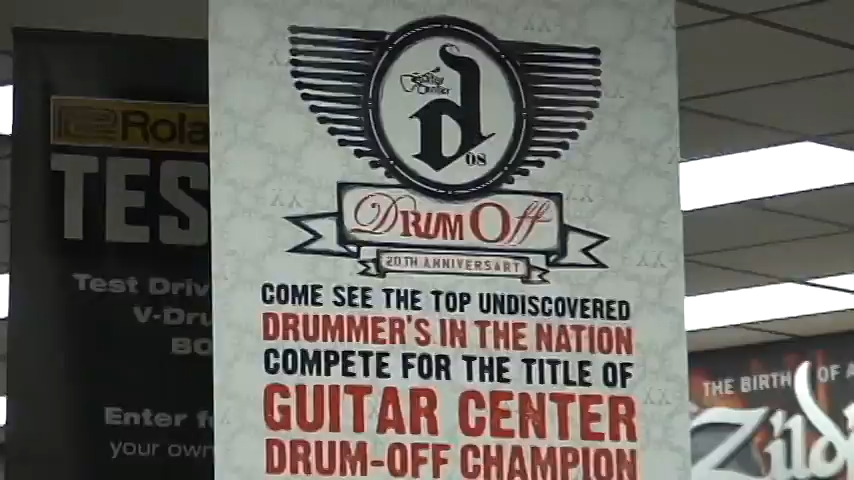 Guitar
Center
d
08
DRUM Off
20TH ANNIVERSARY
COME SEE THE TOP UNDISCOVERED
DRUMMER'S IN THE NATION
COMPETE FOR THE TITLE OF
GUITAR CENTER
DRUM-OFF CHAMPION
Rola
TES
Test Driv
V-Dru
BO
Enter f
your own
THE BIRTH OF A
Zildj